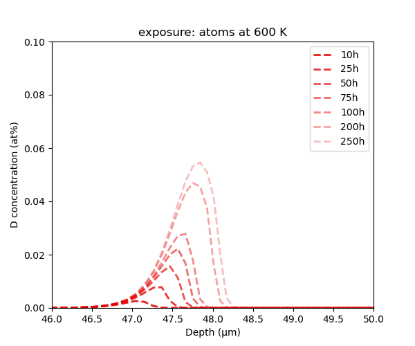 exposure: atoms at 600 K
0.10
0.08
0.06
0.04
0.02
0.00
D concentration (at%)
10h
25h
50h
75h
100h
200h
250h
46.0 46.5 47.0 47.5 48.0 48.5 49.0 49.5 50.0
Depth (μm)